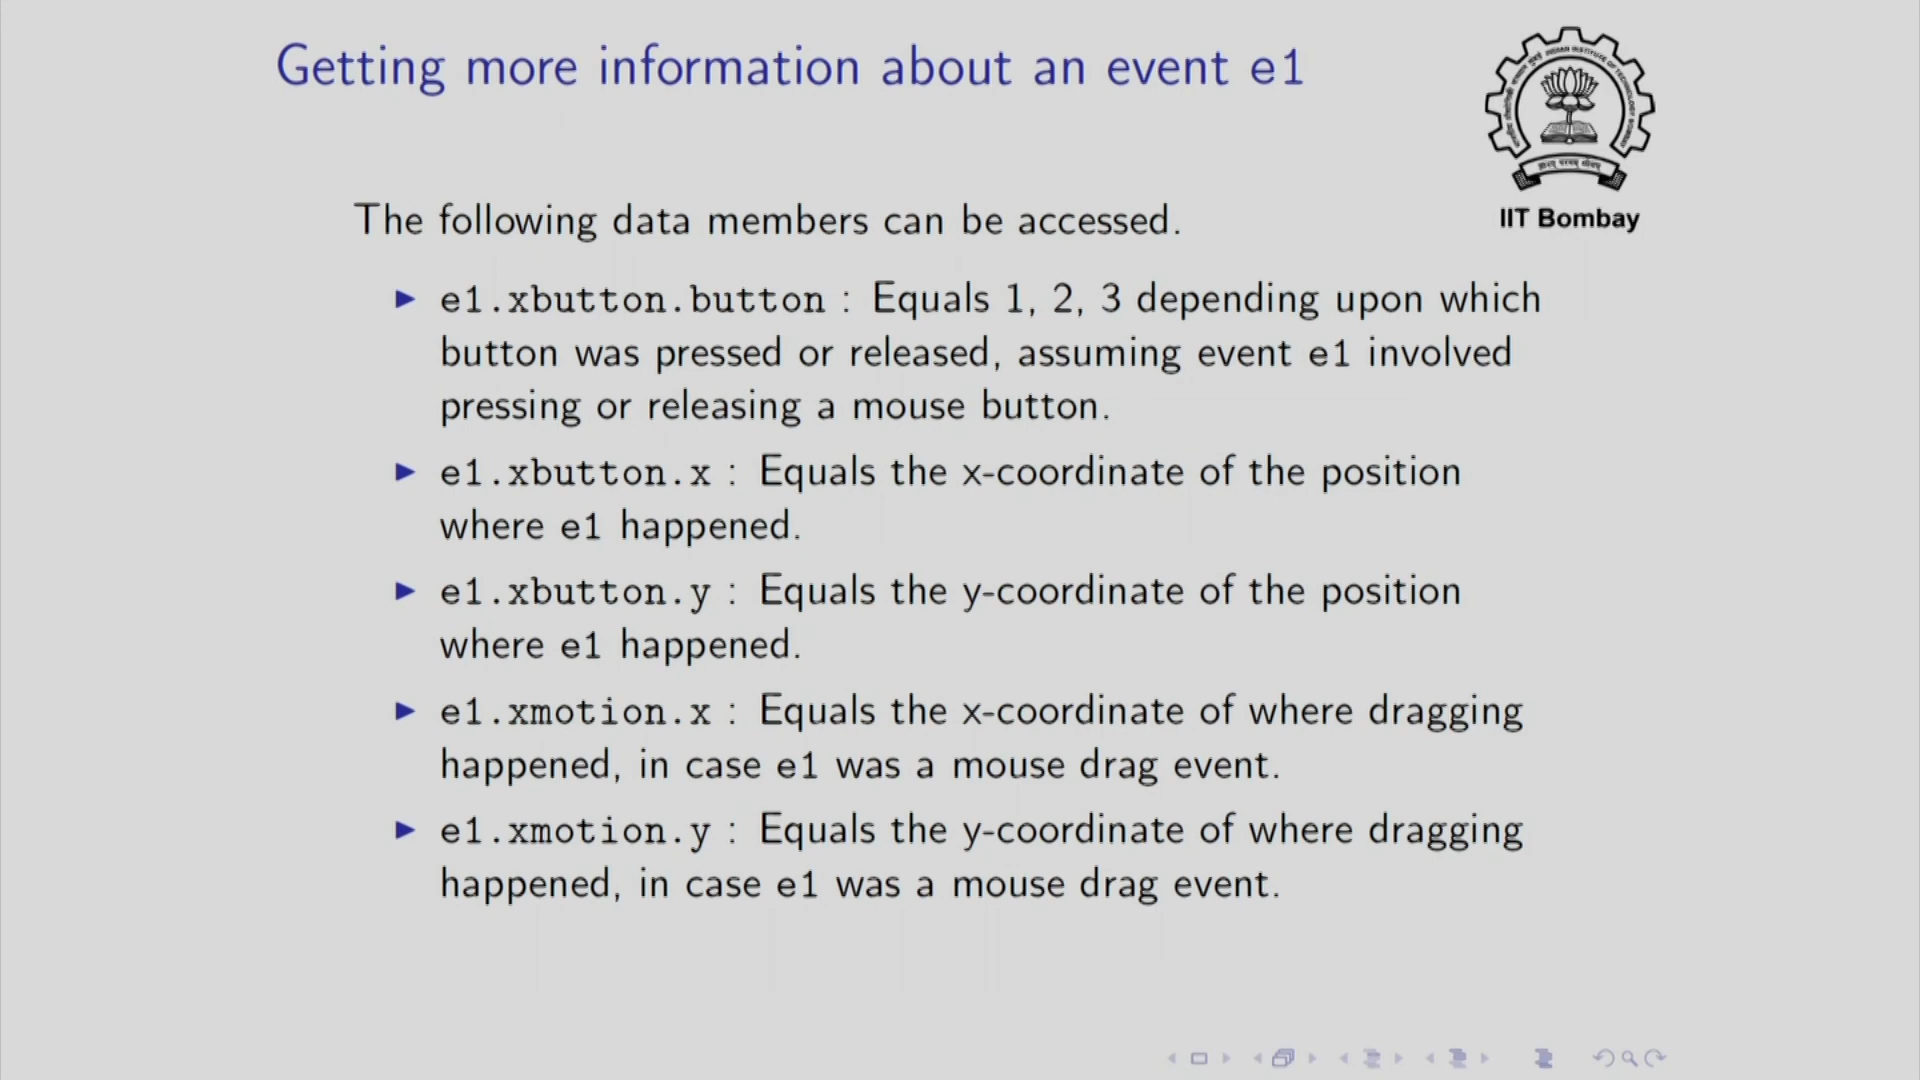 Getting more information about an event e1
IIT Bombay
The following data members can be accessed.
▶ e1.xbutton.button : Equals 1, 2, 3 depending upon which
button was pressed or released, assuming event e1 involved
pressing or releasing a mouse button.
▶ e1.xbutton.x : Equals the x-coordinate of the position
where e1 happened.
▶ e1.xbutton.y : Equals the y-coordinate of the position
where e1 happened.
▶ e1.xmotion.x : Equals the x-coordinate of where dragging
happened, in case e1 was a mouse drag event.
▶ e1.xmotion.y : Equals the y-coordinate of where dragging
happened, in case e1 was a mouse drag event.